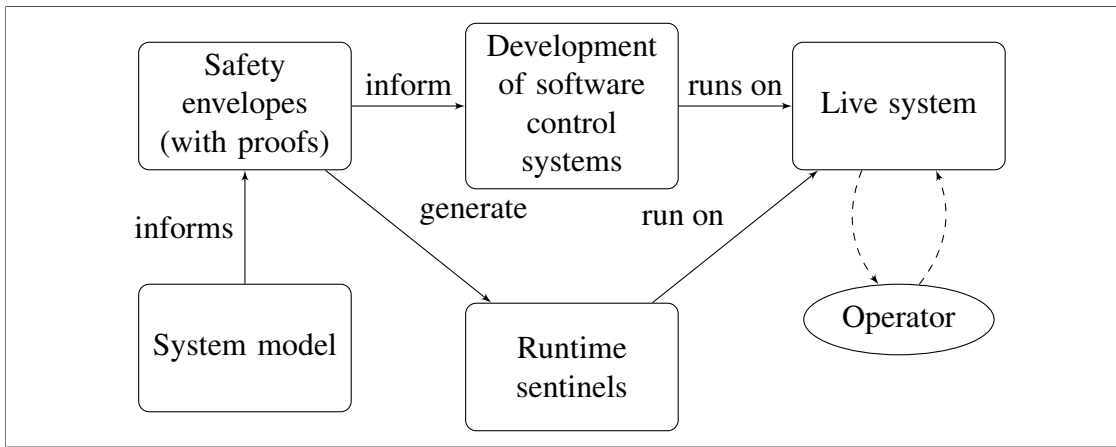 Safety
envelopes
(with proofs)
inform
Development
of software
control
systems
runs on
Live system
informs
generate
run on
System model
Runtime
sentinels
Operator